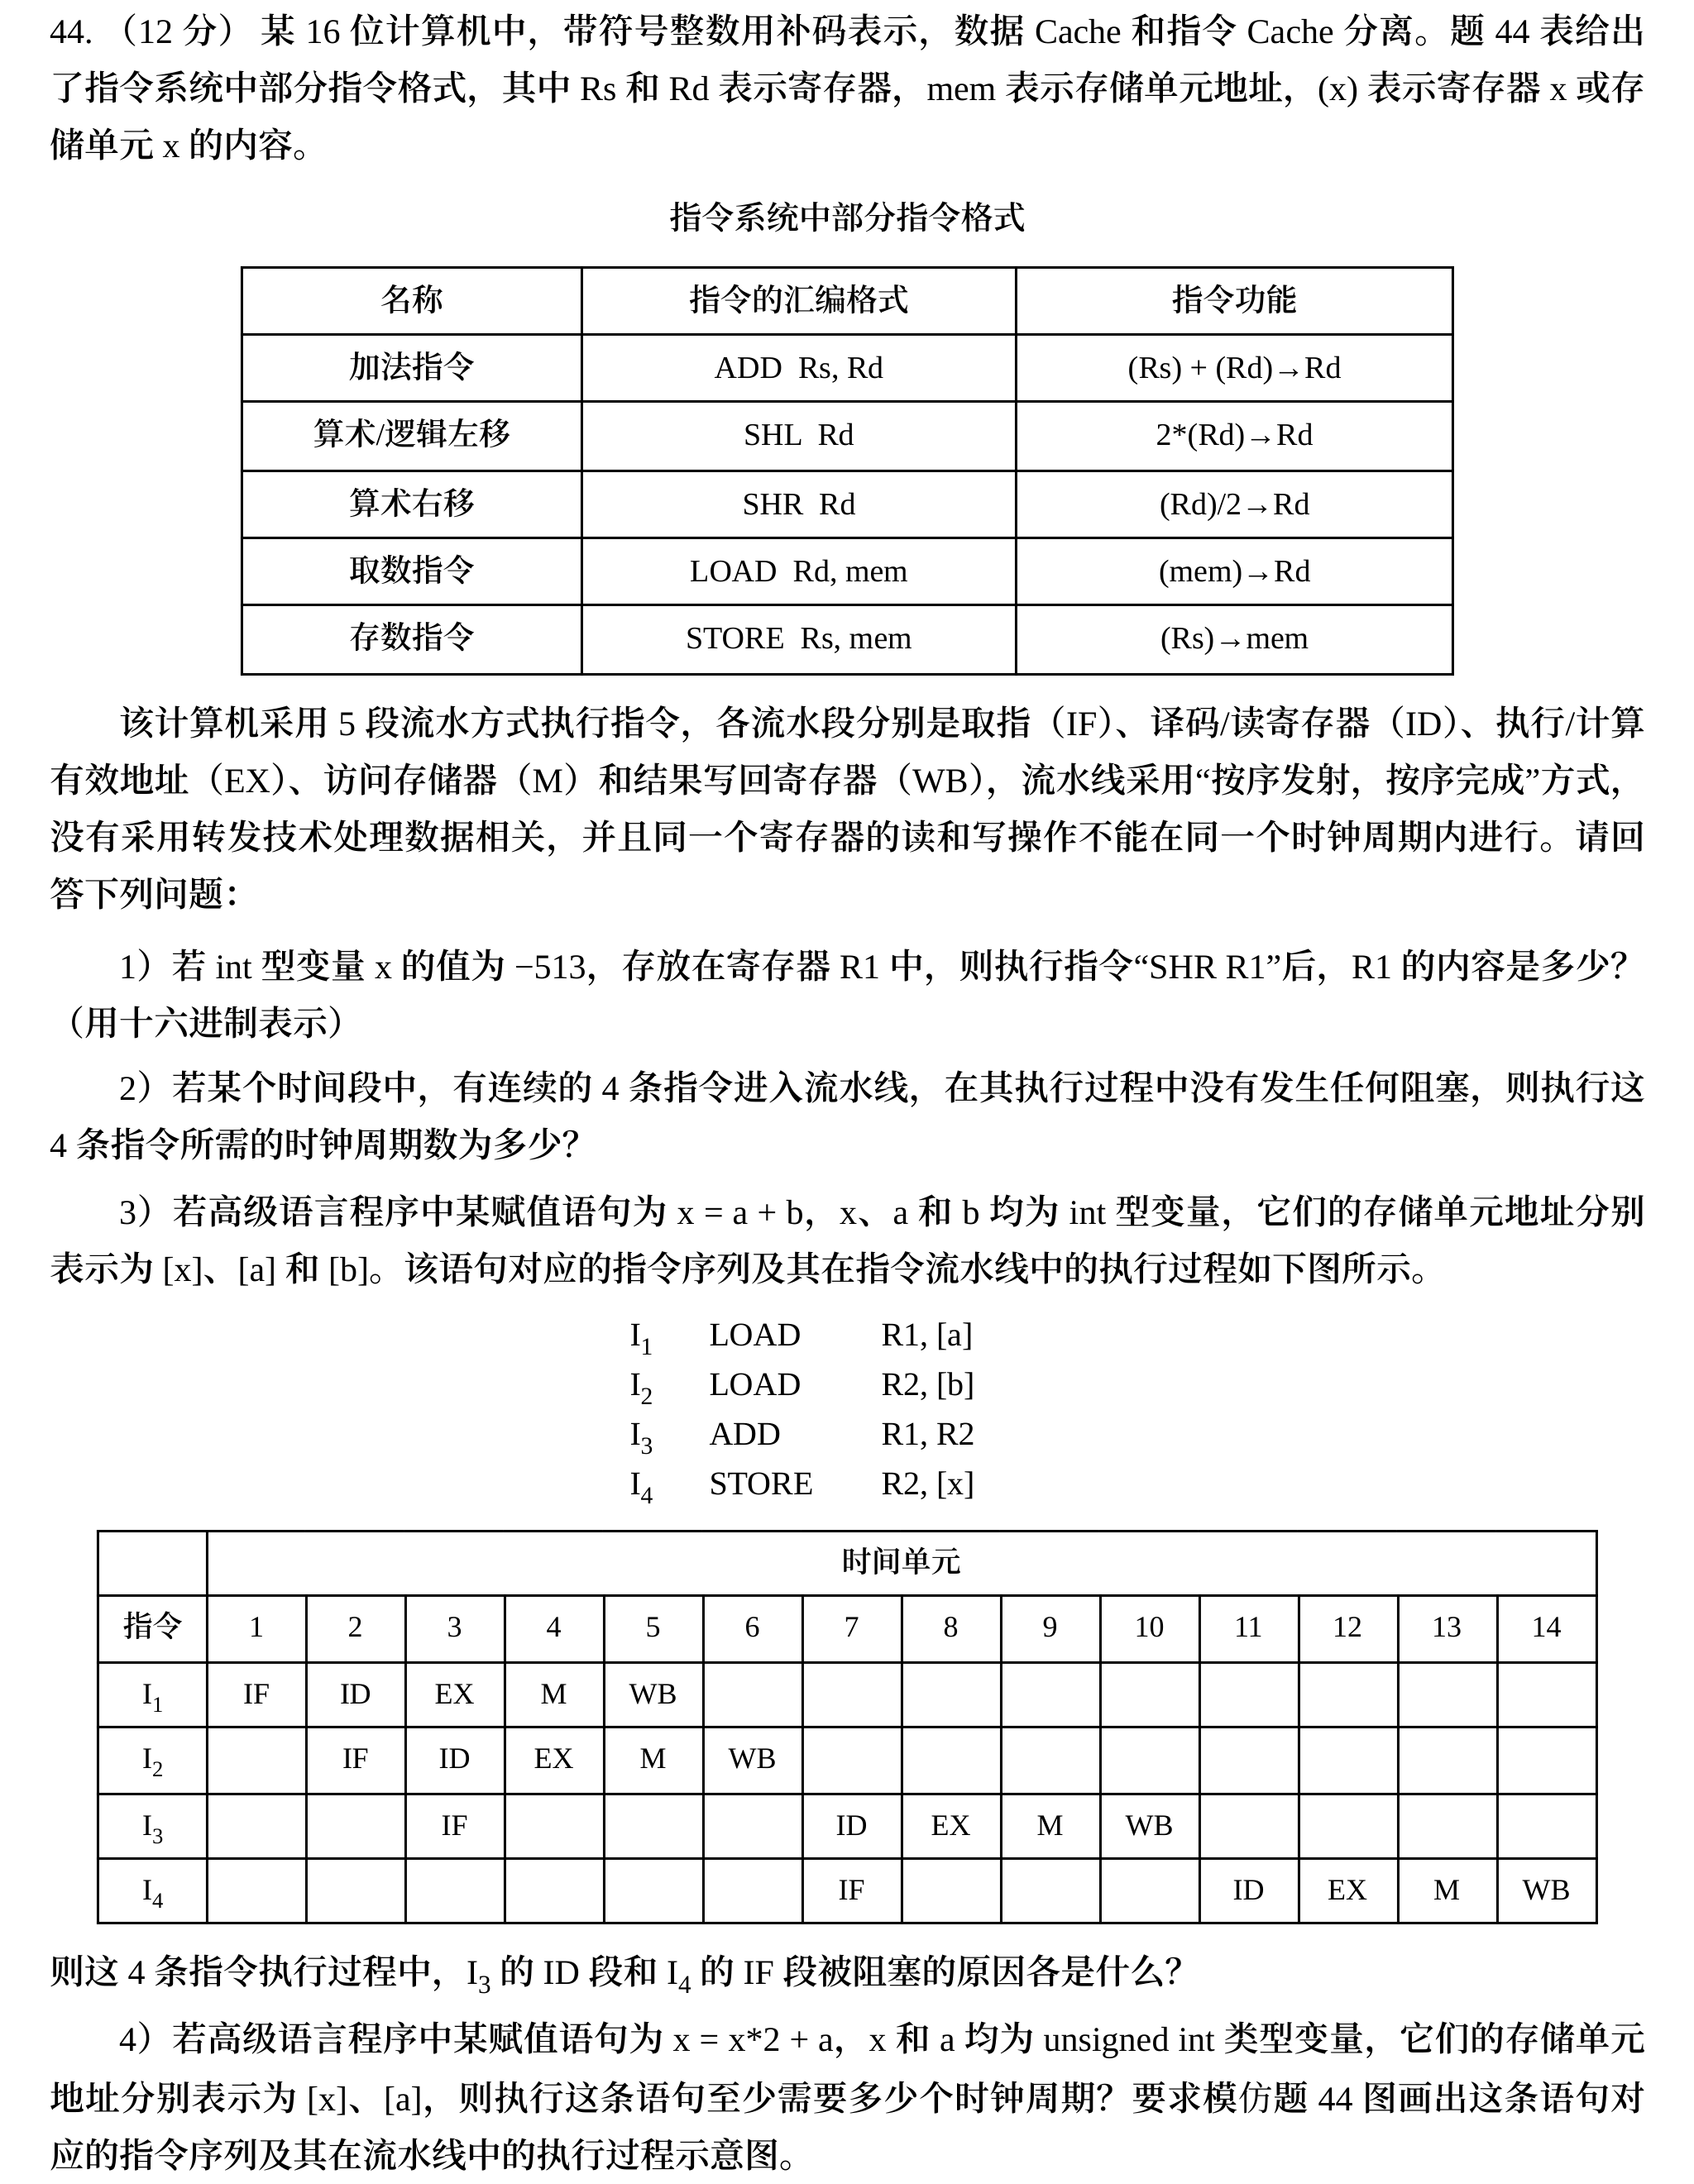 44. （12 分） 某 16 位计算机中，带符号整数用补码表示，数据 Cache 和指令 Cache 分离。题 44 表给出
了指令系统中部分指令格式，其中 Rs 和 Rd 表示寄存器，mem 表示存储单元地址，(x) 表示寄存器 x 或存
储单元 x 的内容。
指令系统中部分指令格式
名称 指令的汇编格式 指令功能
加法指令 ADD Rs, Rd (Rs) + (Rd)→Rd
算术/逻辑左移 SHL Rd 2*(Rd)→Rd
算术右移 SHR Rd (Rd)/2→Rd
取数指令 LOAD Rd, mem (mem)→Rd
存数指令 STORE Rs, mem (Rs)→mem
该计算机采用 5 段流水方式执行指令，各流水段分别是取指（IF）、译码/读寄存器（ID）、执行/计算
有效地址（EX）、访问存储器（M）和结果写回寄存器（WB），流水线采用“按序发射，按序完成”方式，
没有采用转发技术处理数据相关，并且同一个寄存器的读和写操作不能在同一个时钟周期内进行。请回
答下列问题：
1）若 int 型变量 x 的值为 −513，存放在寄存器 R1 中，则执行指令“SHR R1”后，R1 的内容是多少？
（用十六进制表示）
2）若某个时间段中，有连续的 4 条指令进入流水线，在其执行过程中没有发生任何阻塞，则执行这
4 条指令所需的时钟周期数为多少？
3）若高级语言程序中某赋值语句为 x = a + b，x、a 和 b 均为 int 型变量，它们的存储单元地址分别
表示为 [x]、[a] 和 [b]。该语句对应的指令序列及其在指令流水线中的执行过程如下图所示。
I1 LOAD R1, [a]
I2 LOAD R2, [b]
I3 ADD R1, R2
I4 STORE R2, [x]
时间单元
指令 1 2 3 4 5 6 7 8 9 10 11 12 13 14
I1 IF ID EX M WB
I2 IF ID EX M WB
I3 IF ID EX M WB
I4 IF ID EX M WB
则这 4 条指令执行过程中，I3 的 ID 段和 I4 的 IF 段被阻塞的原因各是什么？
4）若高级语言程序中某赋值语句为 x = x*2 + a，x 和 a 均为 unsigned int 类型变量，它们的存储单元
地址分别表示为 [x]、[a]，则执行这条语句至少需要多少个时钟周期？要求模仿题 44 图画出这条语句对
应的指令序列及其在流水线中的执行过程示意图。